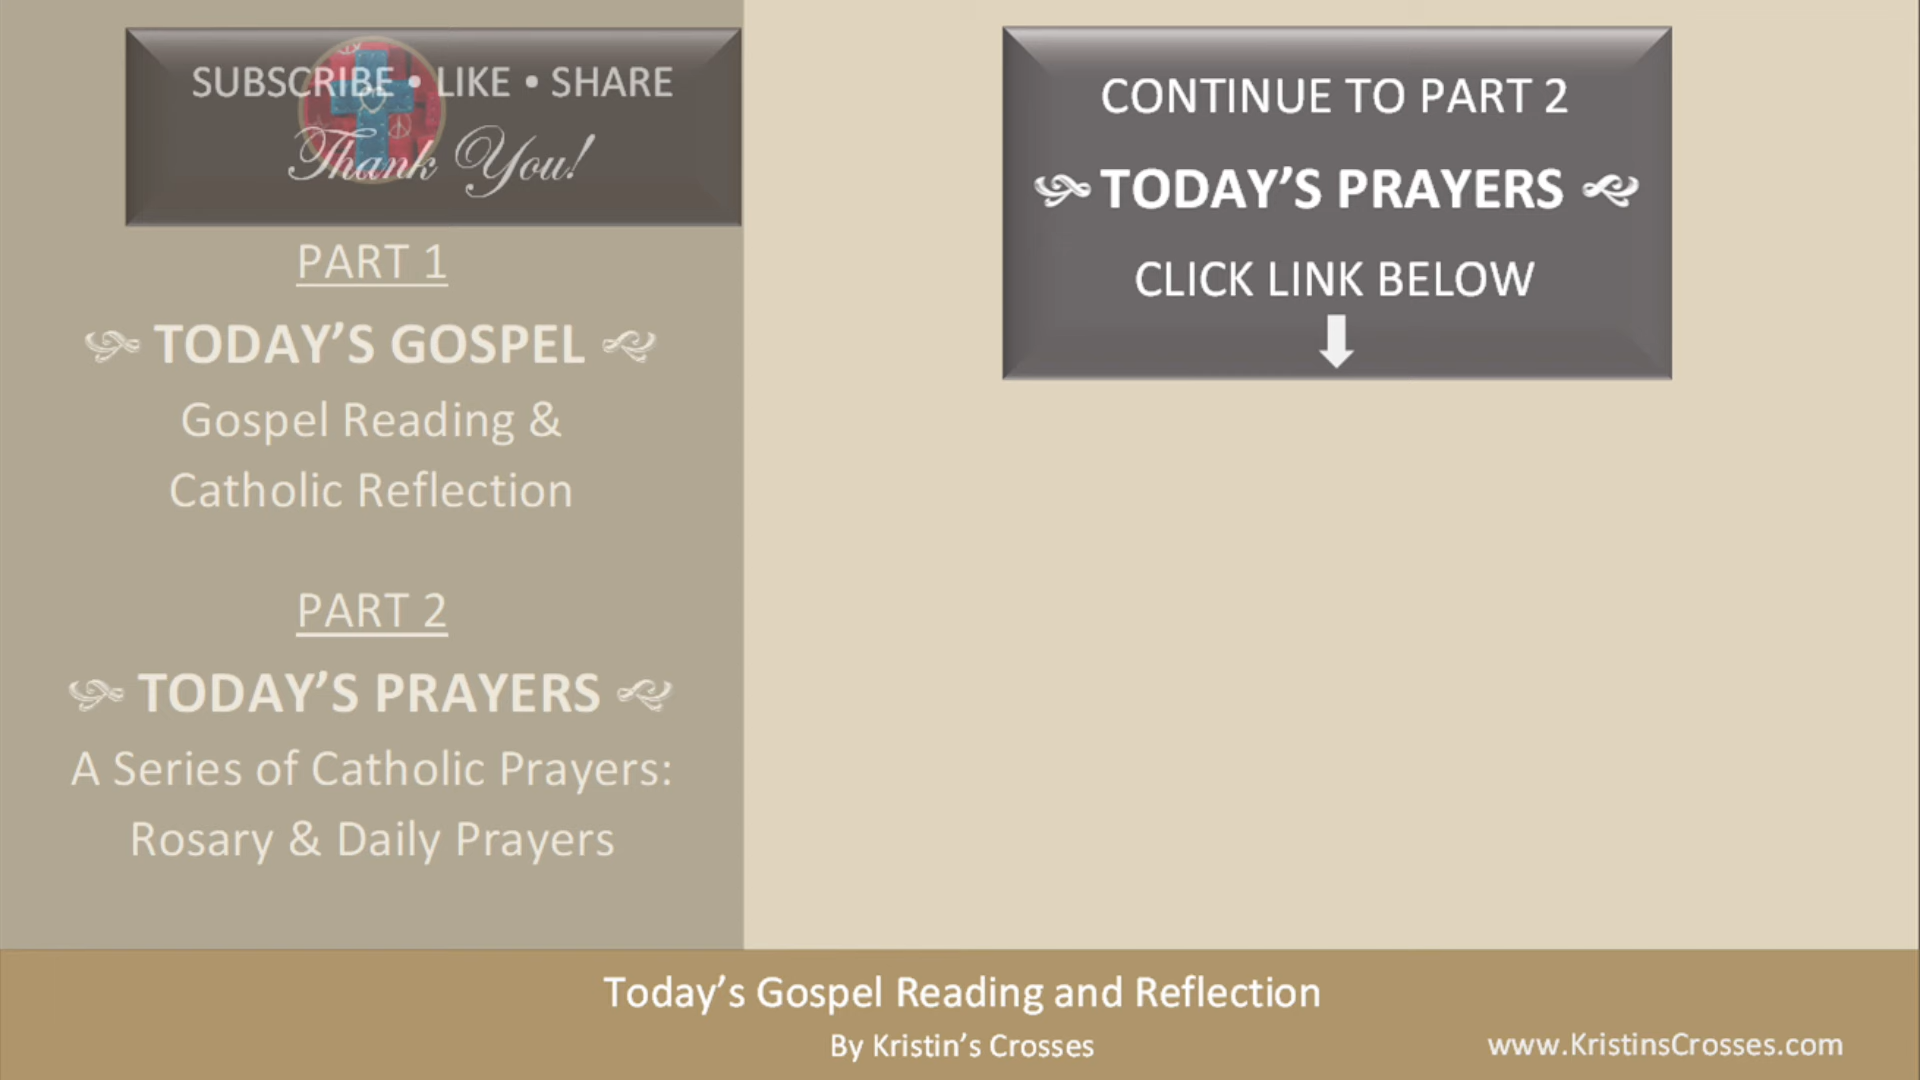 SUBSCRIBE • LIKE • SHARE
Thank You!
PART 1
TODAY’S GOSPEL
Gospel Reading &
Catholic Reflection
PART 2
TODAY’S PRAYERS
A Series of Catholic Prayers:
Rosary & Daily Prayers
CONTINUE TO PART 2
TODAY’S PRAYERS
CLICK LINK BELOW
Today’s Gospel Reading and Reflection
By Kristin’s Crosses
www.KristinsCrosses.com